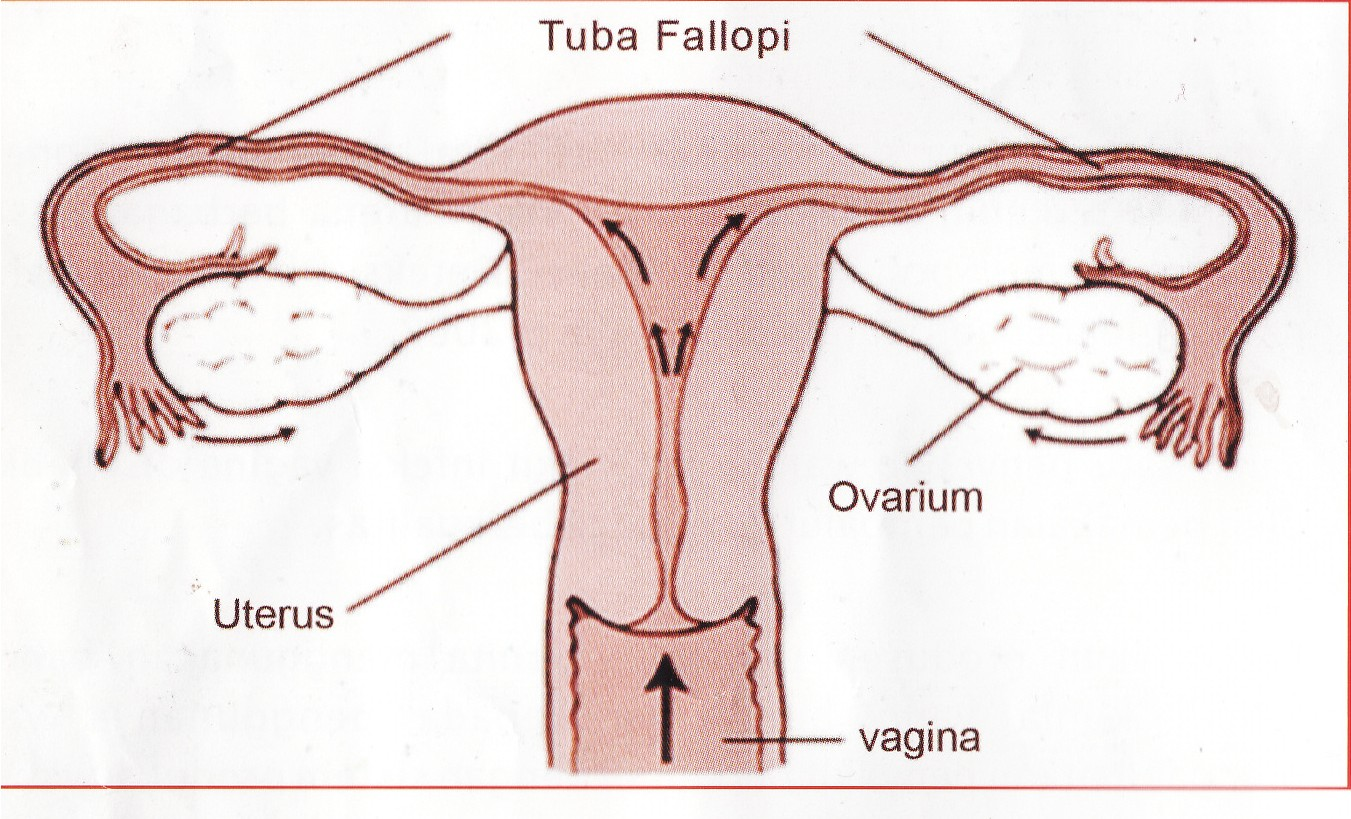 Tuba Fallopi
Ovarium
Uterus
vagina